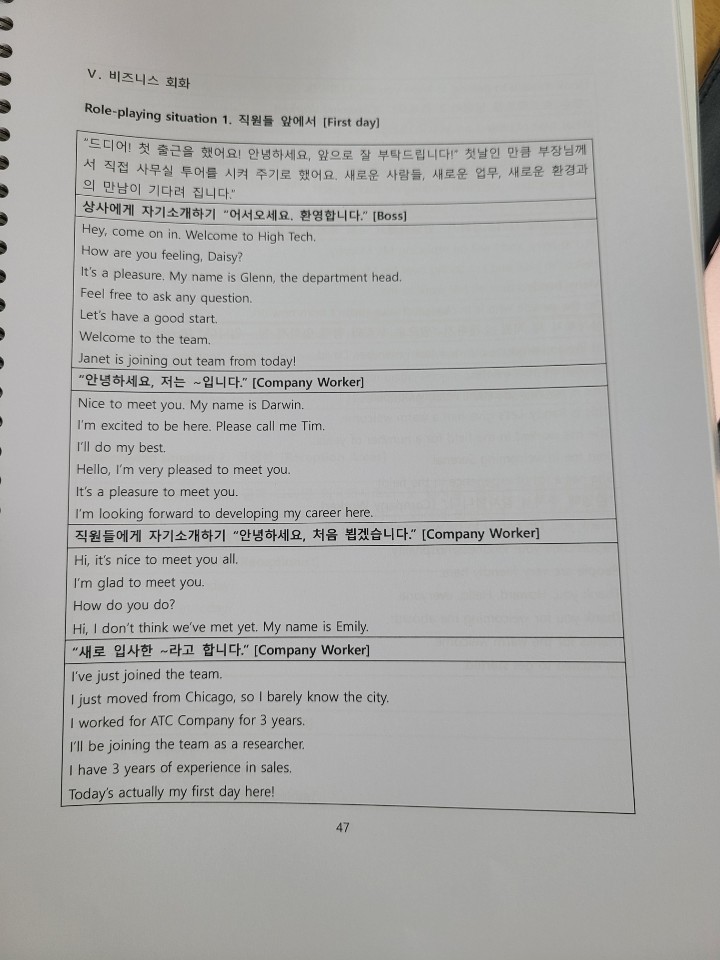 V. 비즈니스 회화
Role-playing situation 1. 직원들 앞에서 [First day]
"드디어! 첫 출근을 했어요! 안녕하세요, 앞으로 잘 부탁드립니다!" 첫날인 만큼 부장님께
서 직접 사무실 투어를 시켜 주기로 했어요. 새로운 사람들, 새로운 업무, 새로운 환경과
의 만남이 기다려 집니다."
상사에게 자기소개하기 "어서오세요. 환영합니다." [Boss]
Hey, come on in. Welcome to High Tech.
How are you feeling, Daisy?
It's a pleasure. My name is Glenn, the department head.
Feel free to ask any question.
Let's have a good start.
Welcome to the team.
Janet is joining out team from today!
"안녕하세요, 저는 ~입니다." [Company Worker]
Nice to meet you. My name is Darwin.
I'm excited to be here. Please call me Tim.
I'll do my best.
Hello, I'm very pleased to meet you.
It's a pleasure to meet you.
I'm looking forward to developing my career here.
직원들에게 자기소개하기 "안녕하세요, 처음 뵙겠습니다." [Company Worker]
Hi, it's nice to meet you all.
I'm glad to meet you.
How do you do?
Hi, I don't think we've met yet. My name is Emily.
"새로 입사한 ~라고 합니다." [Company Worker]
I've just joined the team.
I just moved from Chicago, so I barely know the city.
I worked for ATC Company for 3 years.
I'll be joining the team as a researcher.
I have 3 years of experience in sales.
Today's actually my first day here!
47